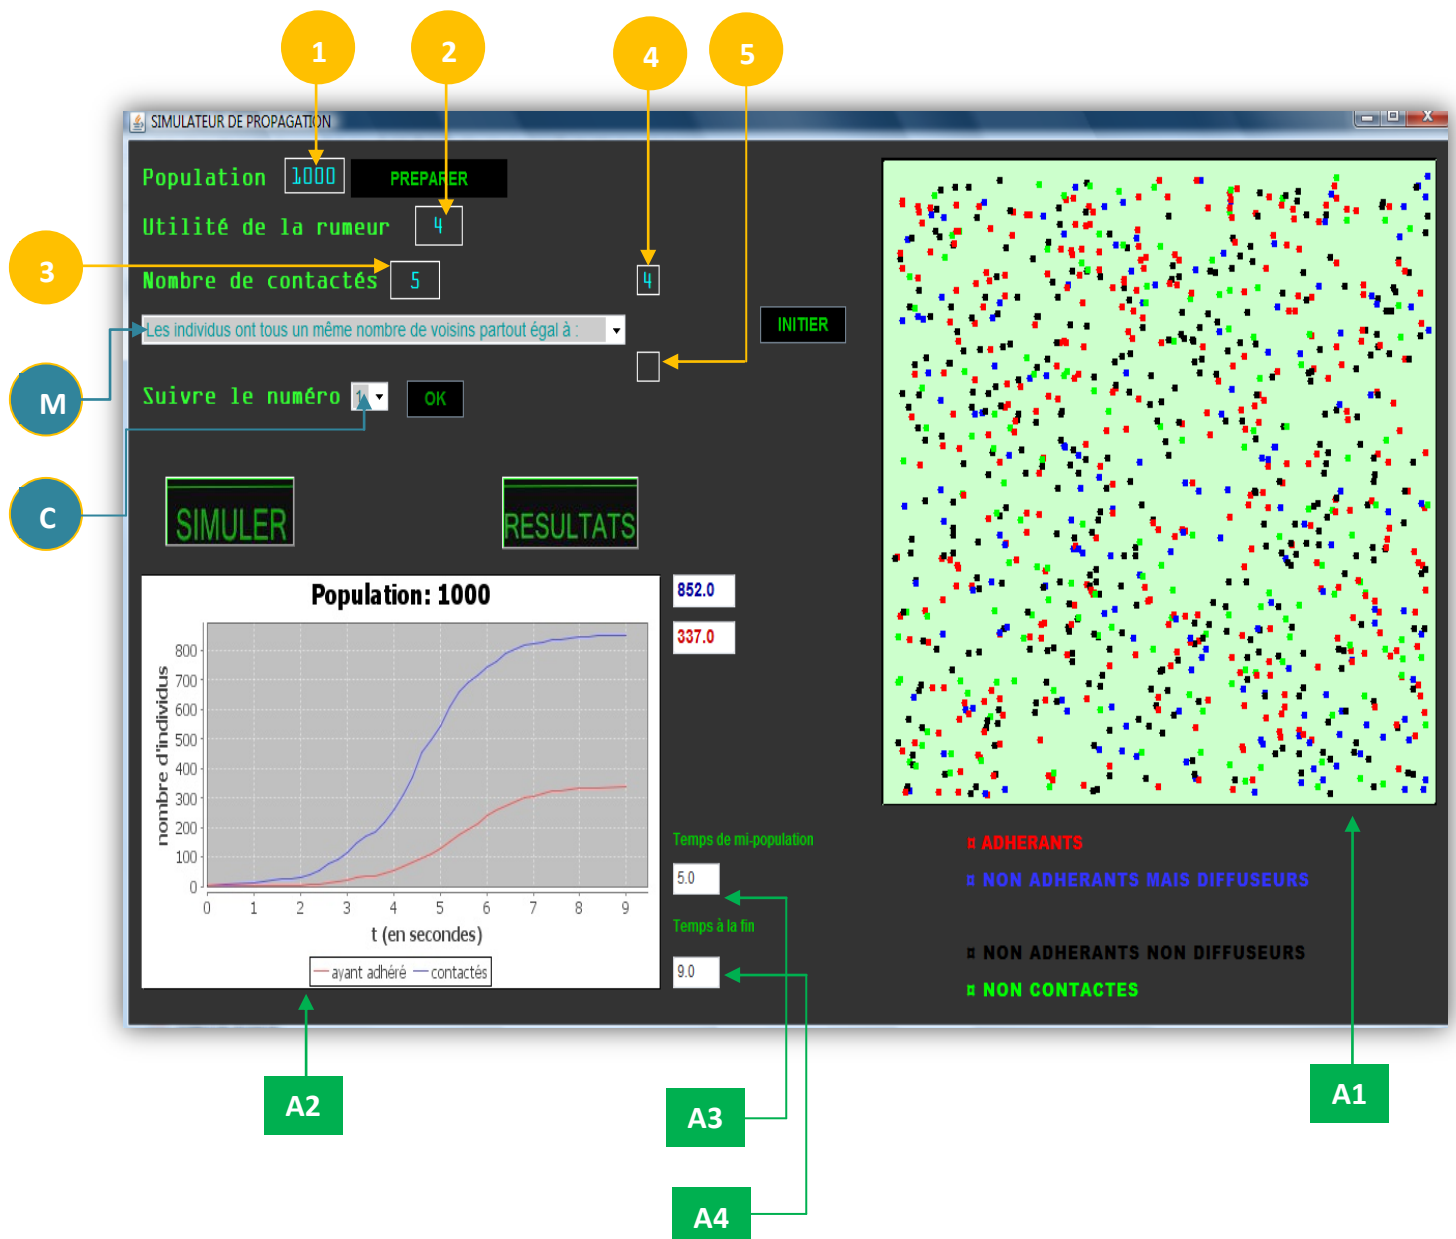 1
2
4
5
SIMULATEUR DE PROPAGATION
Population 1000 PREPARER
Utilité de la rumeur 4
3
Nombre de contactés 5 4
Les individus ont tous un même nombre de voisins partout égal à :
INITIER
M
Suivre le numéro 1 OK
C
SIMULER
RESULTATS
Population: 1000
852.0
337.0
nombre d'individus
800
700
600
500
400
300
200
100
0
0 1 2 3 4 5 6 7 8 9
t (en secondes)
ayant adhéré contactés
Temps de mi-population
5.0
Temps à la fin
9.0
¤ ADHERANTS
¤ NON ADHERANTS MAIS DIFFUSEURS
¤ NON ADHERANTS NON DIFFUSEURS
¤ NON CONTACTES
A2
A3
A1
A4